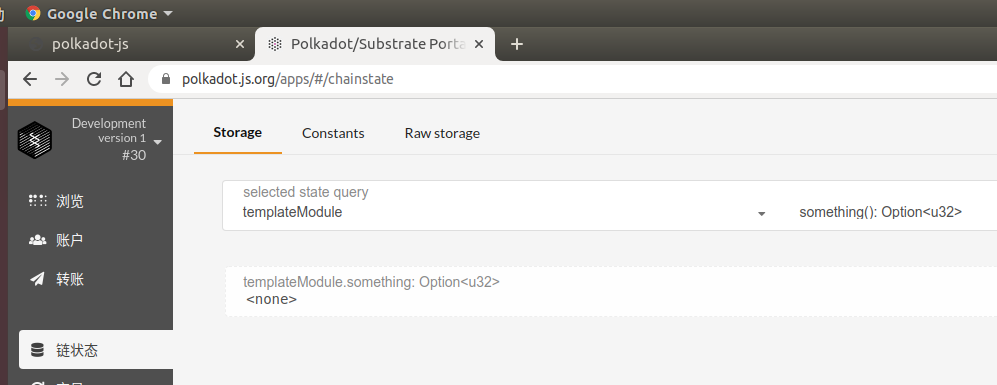 Google Chrome
polkadot-js
Polkadot/Substrate Porta
polkadot.js.org/apps/#/chainstate
Development
version 1
#30
浏览
账户
转账
链状态
Storage
Constants
Raw storage
selected state query
templateModule
something(): Option<u32>
templateModule.something: Option<u32>
<none>